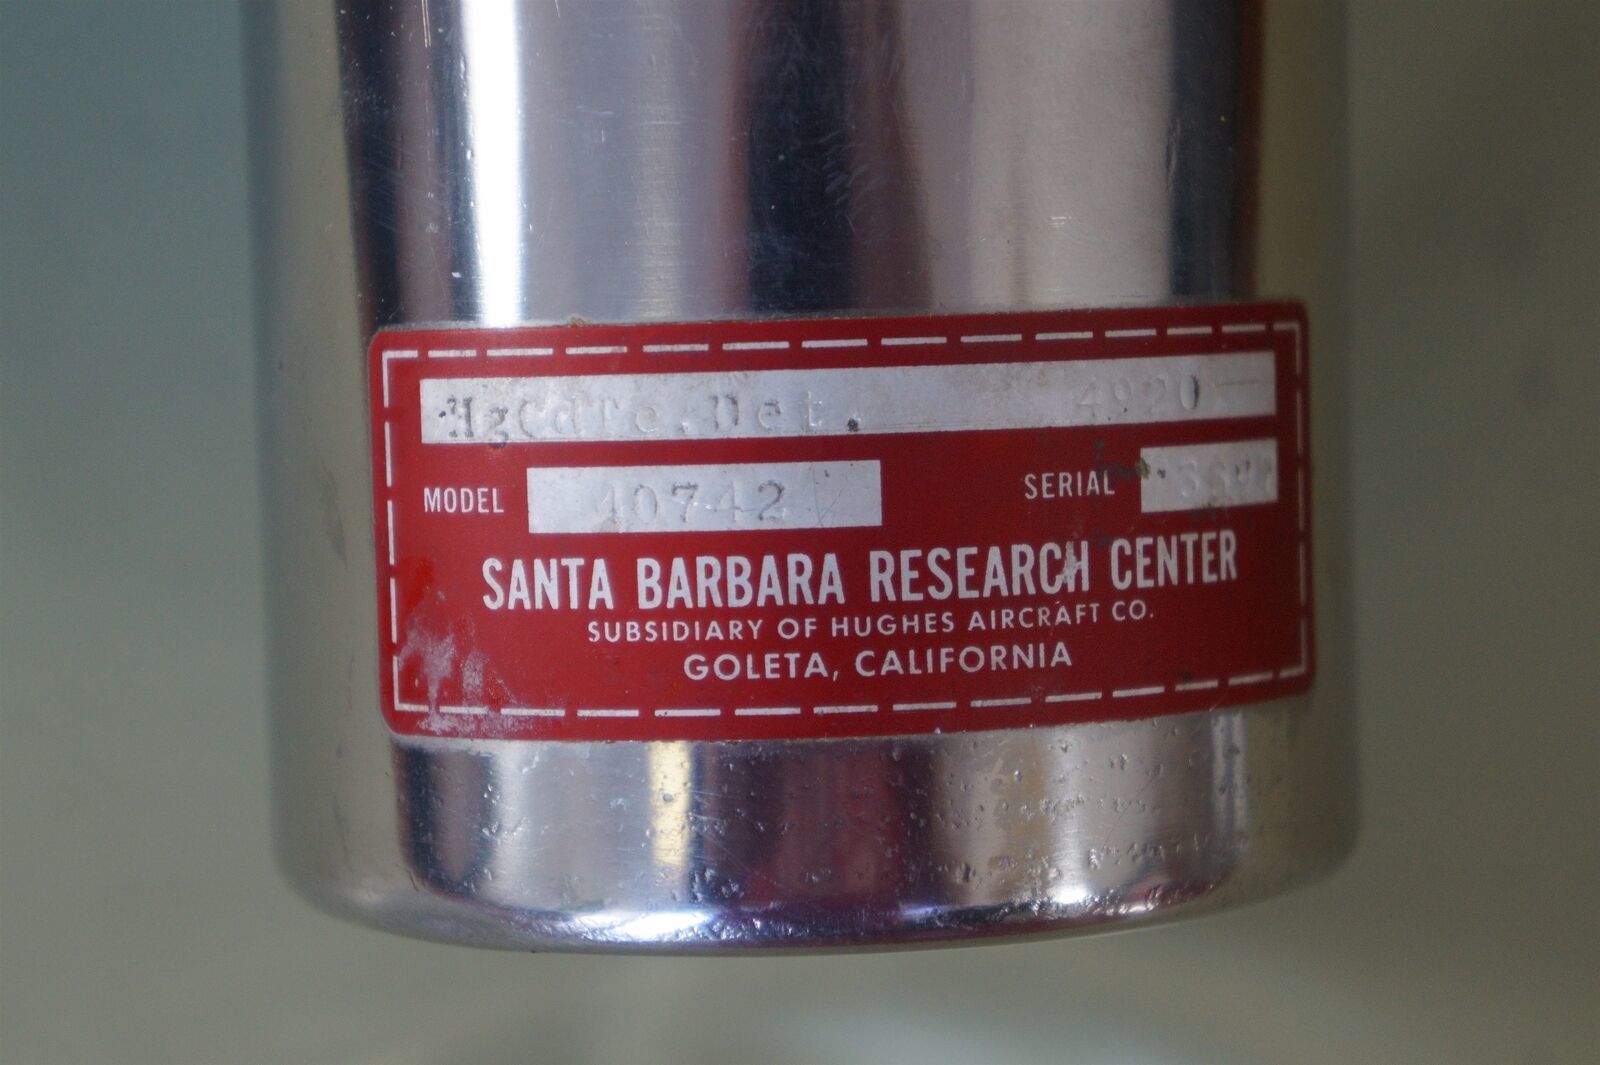 HgCdTe.Det. 4920
MODEL 40742 SERIAL
SANTA BARBARA RESEARCH CENTER
SUBSIDIARY OF HUGHES AIRCRAFT CO.
GOLETA, CALIFORNIA